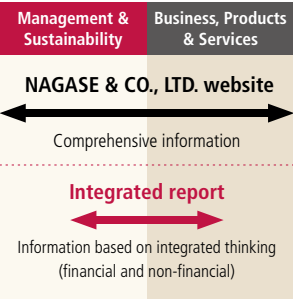 Management &
Sustainability
Business, Products
& Services
NAGASE & CO., LTD. website
Comprehensive information
Integrated report
Information based on integrated thinking
(financial and non-financial)